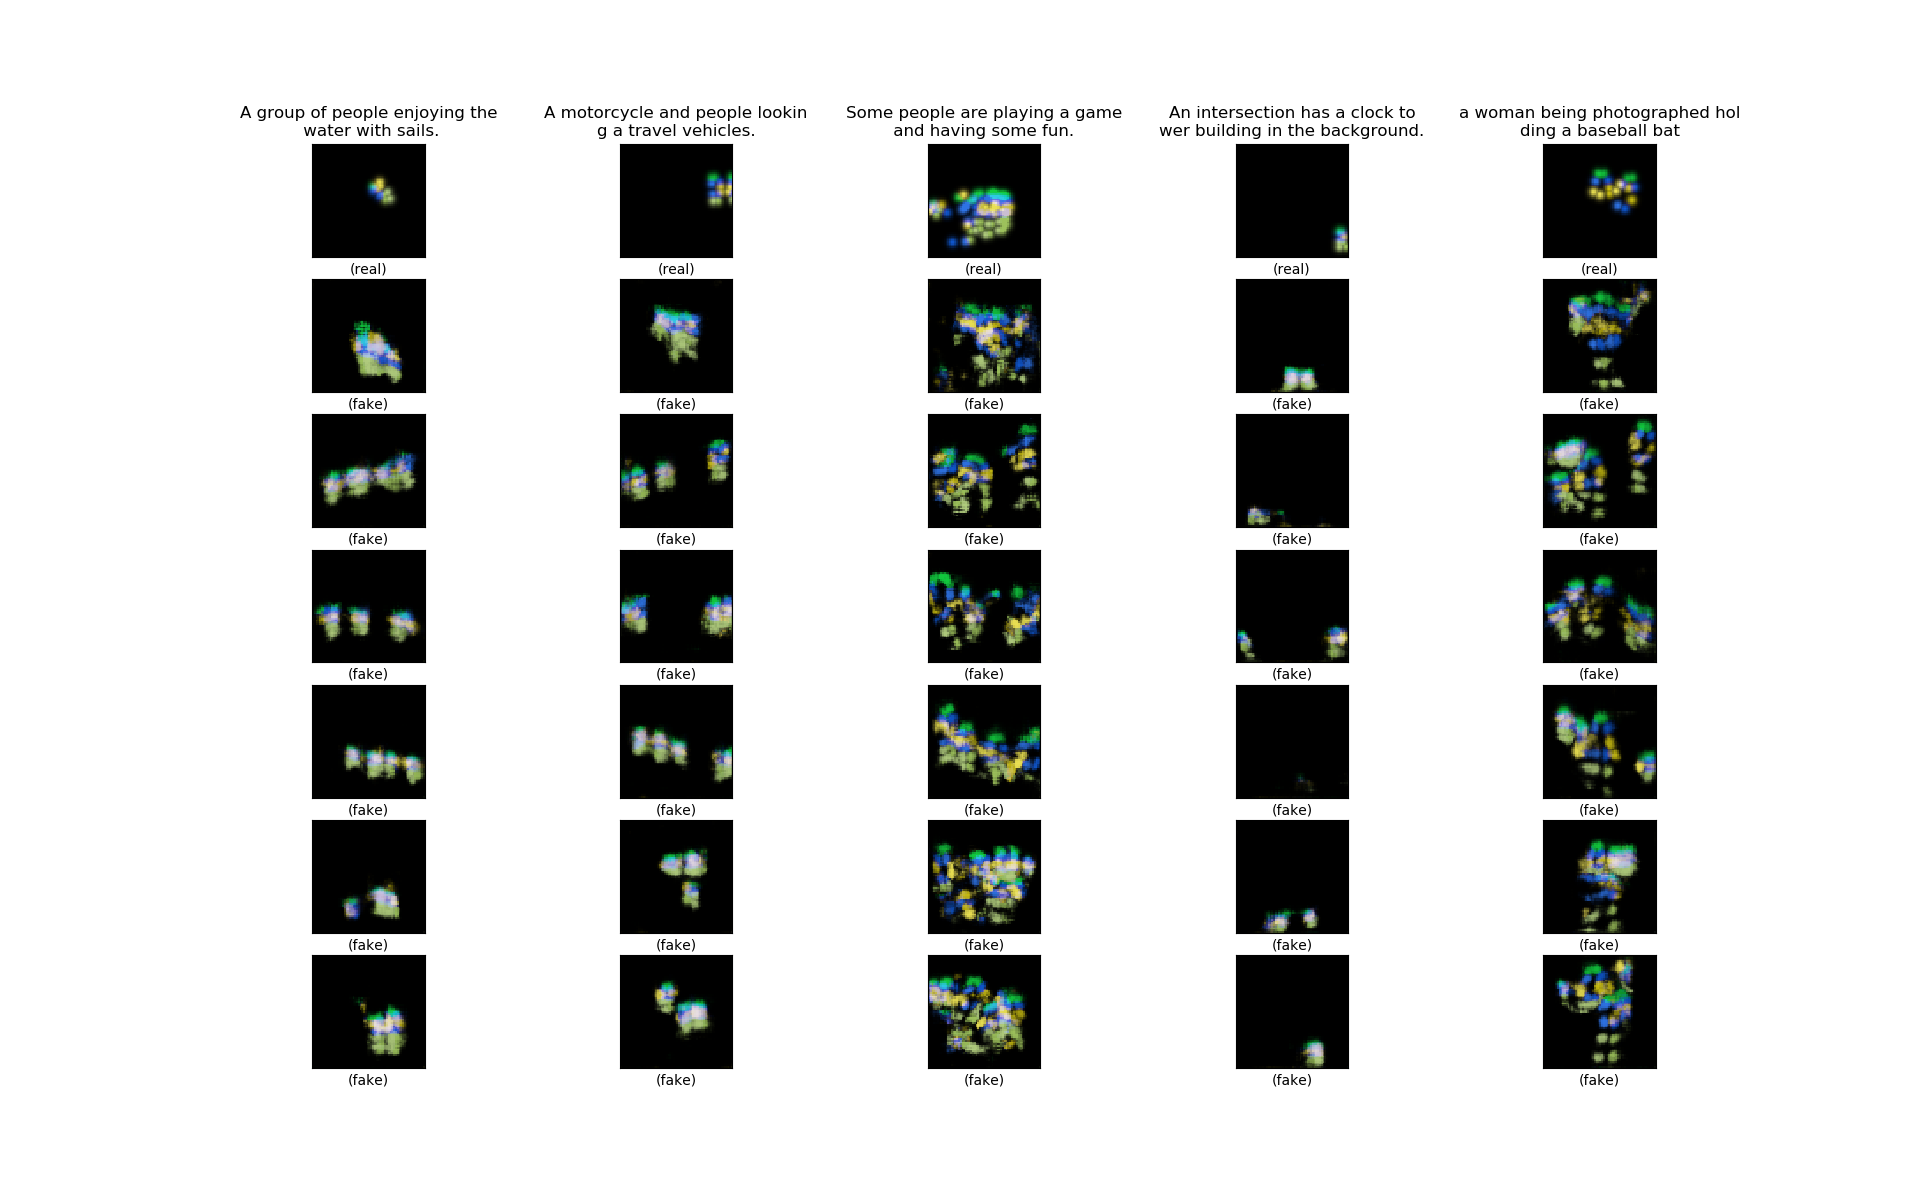 A group of people enjoying the
water with sails.
A motorcycle and people lookin
g a travel vehicles.
Some people are playing a game
and having some fun.
An intersection has a clock to
wer building in the background.
a woman being photographed hol
ding a baseball bat
(real) (real) (real) (real) (real)
(fake) (fake) (fake) (fake) (fake)
(fake) (fake) (fake) (fake) (fake)
(fake) (fake) (fake) (fake) (fake)
(fake) (fake) (fake) (fake) (fake)
(fake) (fake) (fake) (fake) (fake)
(fake) (fake) (fake) (fake) (fake)